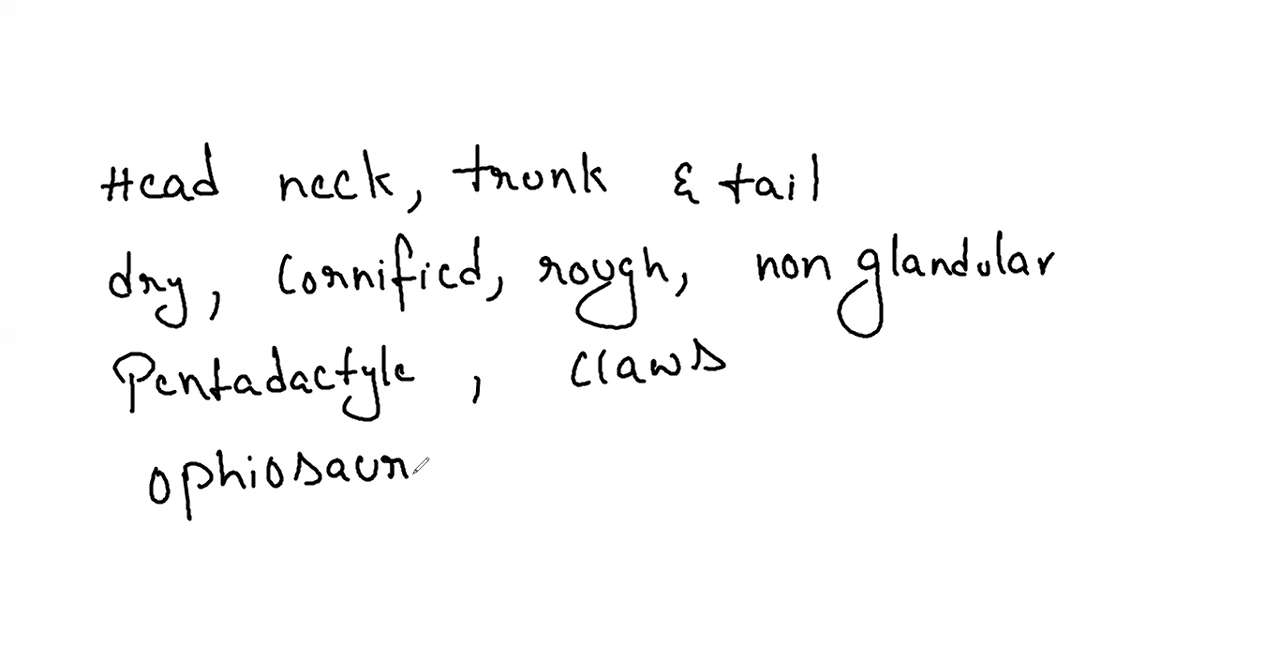 Head neck, trunk & tail
dry, Cornified, rough, non glandular
Pentadactyle, claws
ophiosaur